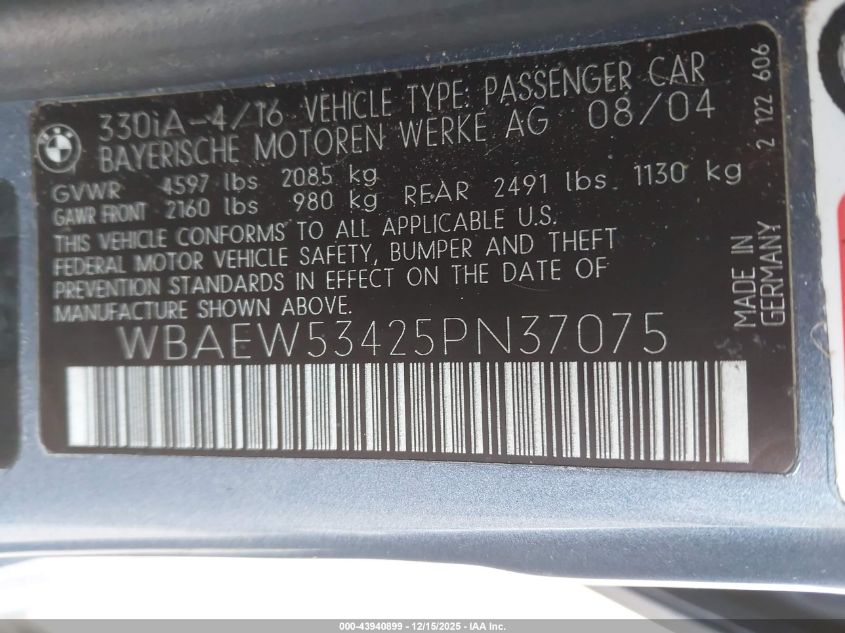 330iA-4/16 VEHICLE TYPE: PASSENGER CAR
BAYERISCHE MOTOREN WERKE AG 08/04
GVWR 4597 lbs 2085 kg
GAWR FRONT 2160 lbs 980 kg REAR 2491 lbs 1130 kg
THIS VEHICLE CONFORMS TO ALL APPLICABLE U.S.
FEDERAL MOTOR VEHICLE SAFETY, BUMPER AND THEFT
PREVENTION STANDARDS IN EFFECT ON THE DATE OF
MANUFACTURE SHOWN ABOVE.
WBAEW53425PN37075
MADE IN
GERMANY
2 122 606
000-43940899 - 12/15/2025 - IAA Inc.